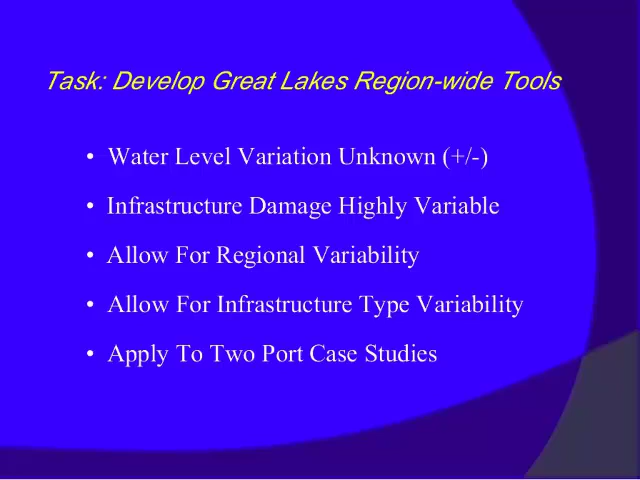 Task: Develop Great Lakes Region-wide Tools
• Water Level Variation Unknown (+/-)
• Infrastructure Damage Highly Variable
• Allow For Regional Variability
• Allow For Infrastructure Type Variability
• Apply To Two Port Case Studies